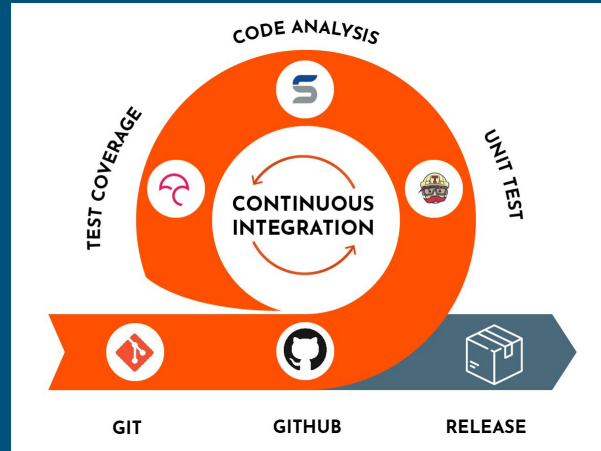 CODE ANALYSIS
TEST COVERAGE
UNIT TEST
CONTINUOUS
INTEGRATION
GIT
GITHUB
RELEASE